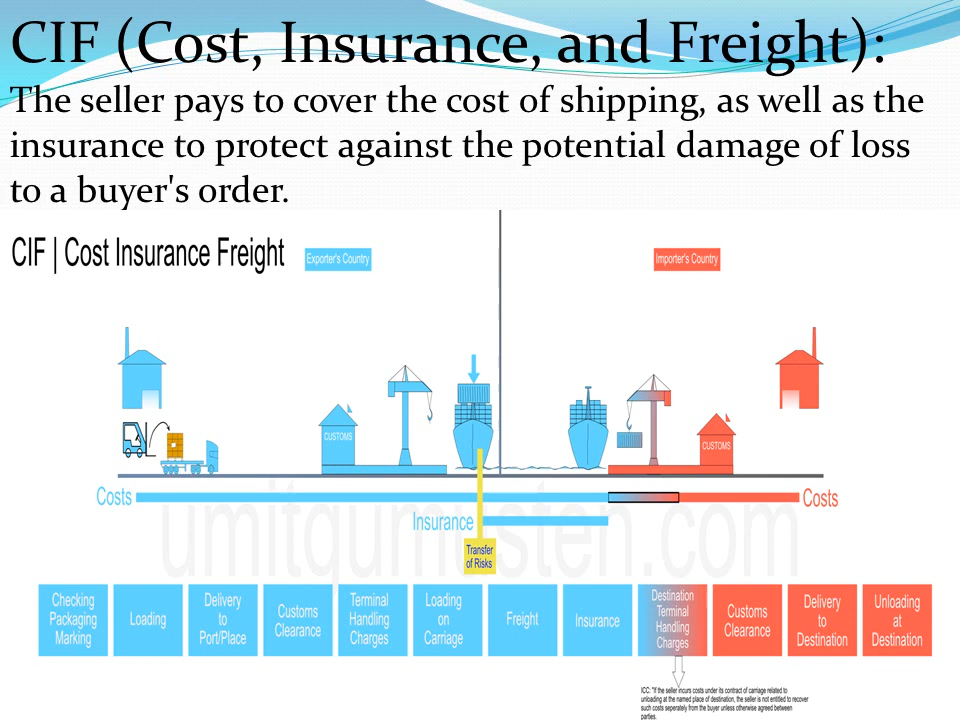 CIF (Cost, Insurance, and Freight):
The seller pays to cover the cost of shipping, as well as the
insurance to protect against the potential damage of loss
to a buyer's order.
CIF | Cost Insurance Freight
Exporter's Country
Importer's Country
CUSTOMS
CUSTOMS
Costs
Costs
umitgumusten.com
Insurance
Transfer
of Risks
Checking
Packaging
Marking
Loading
Delivery
to
Port/Place
Customs
Clearance
Terminal
Handling
Charges
Loading
on
Carriage
Freight
Insurance
Destination
Terminal
Handling
Charges
Customs
Clearance
Delivery
to
Destination
Unloading
at
Destination
ICC: "If the seller incurs costs under its contract of carriage related to
unloading at the named place of destination, the seller is not entitled to recover
such costs seperately from the buyer unless otherwise agreed between
parties.